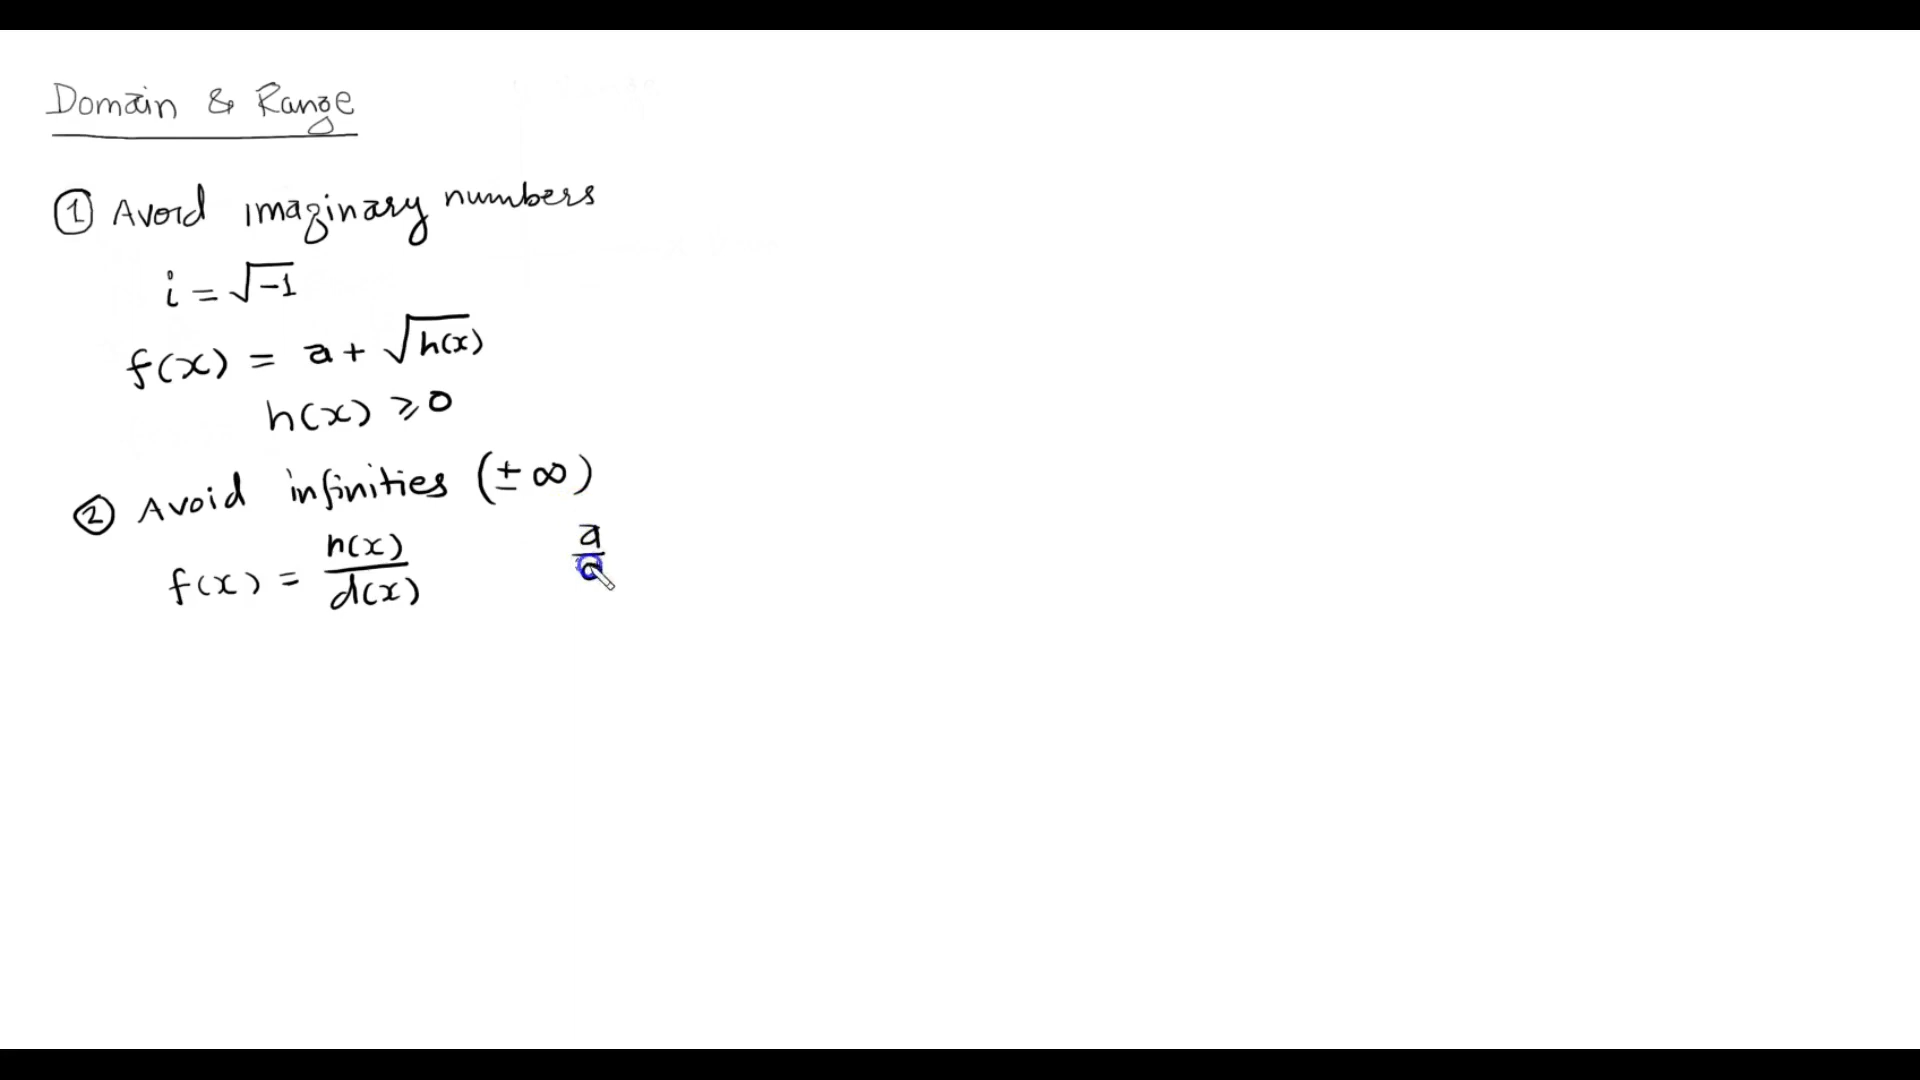 Domain & Range
① Avoid imaginary numbers
i = √-1
f(x) = a + √h(x)
h(x) ⩾ 0
② Avoid infinities (± ∞)
f(x) = n(x)/d(x)
a/0